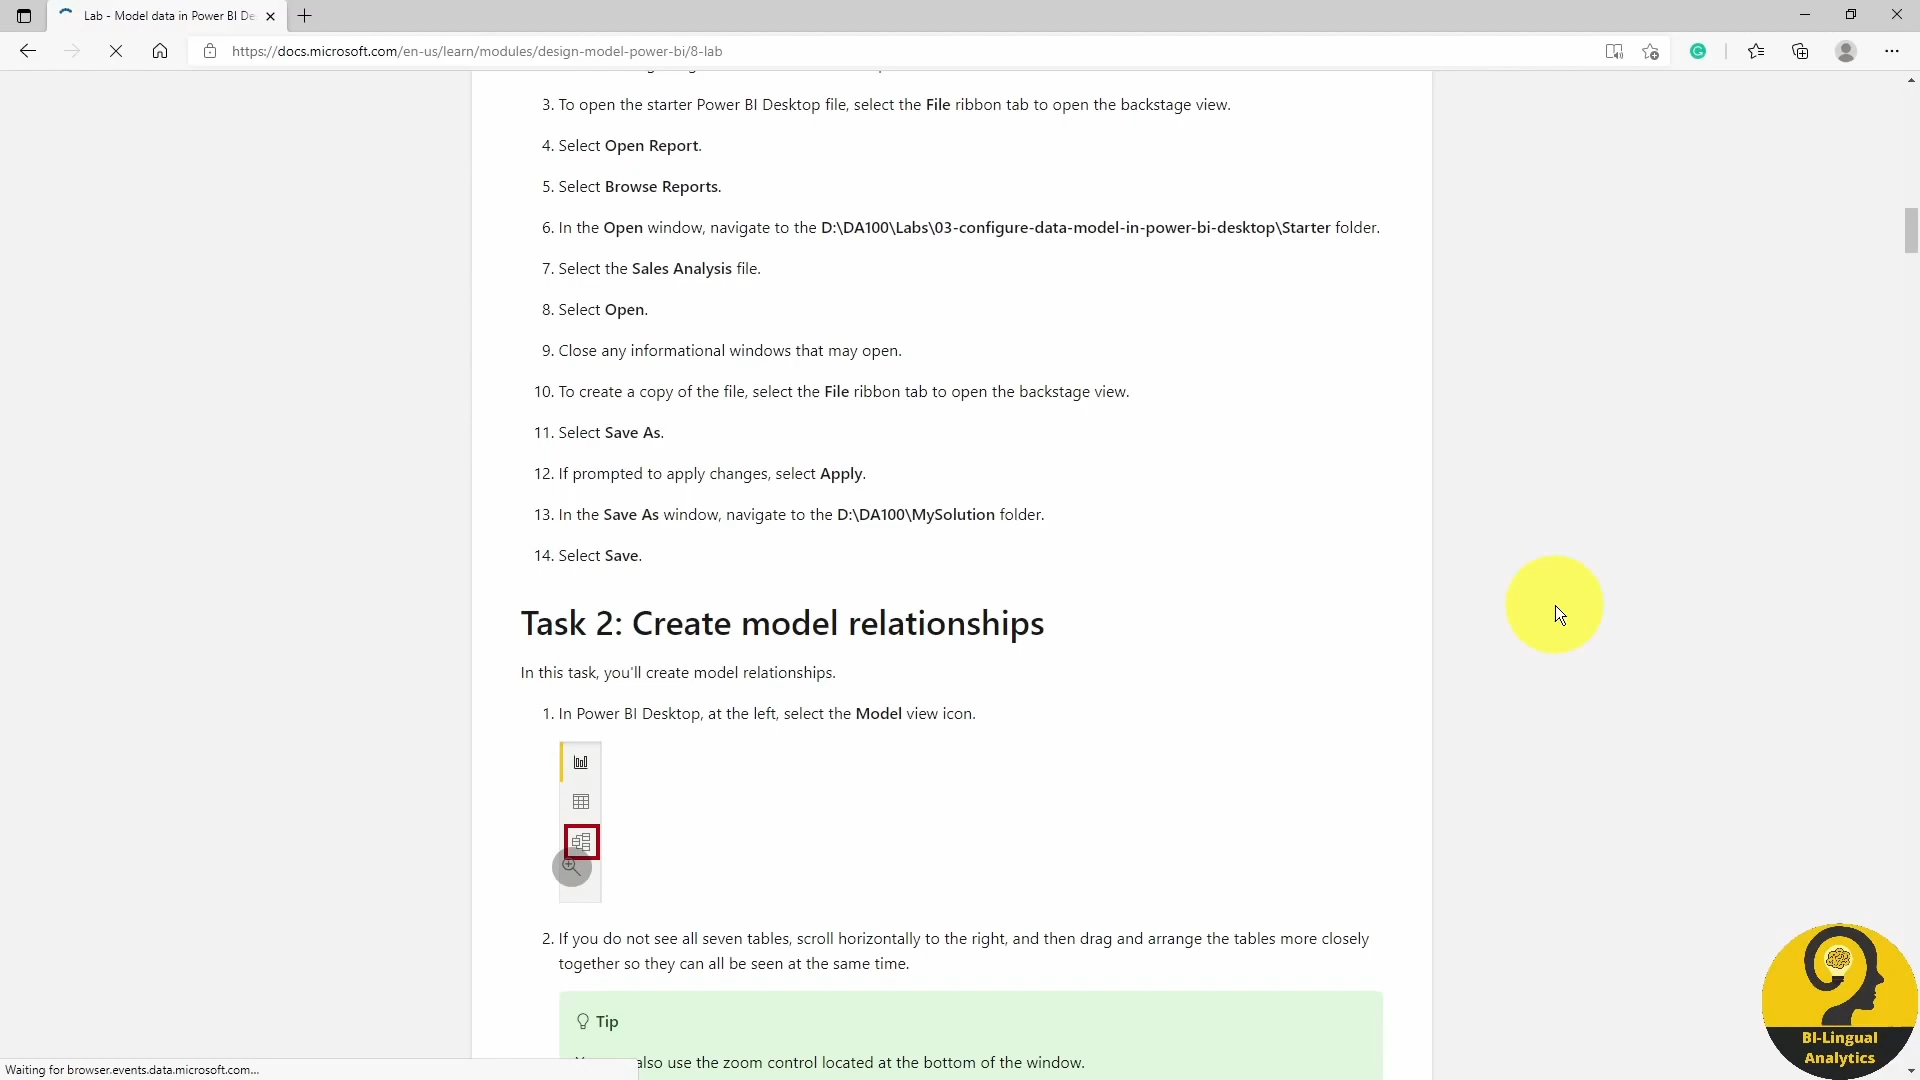 Lab - Model data in Power BI De
https://docs.microsoft.com/en-us/learn/modules/design-model-power-bi/8-lab
3. To open the starter Power BI Desktop file, select the File ribbon tab to open the backstage view.
4. Select Open Report.
5. Select Browse Reports.
6. In the Open window, navigate to the D:\DA100\Labs\03-configure-data-model-in-power-bi-desktop\Starter folder.
7. Select the Sales Analysis file.
8. Select Open.
9. Close any informational windows that may open.
10. To create a copy of the file, select the File ribbon tab to open the backstage view.
11. Select Save As.
12. If prompted to apply changes, select Apply.
13. In the Save As window, navigate to the D:\DA100\MySolution folder.
14. Select Save.
Task 2: Create model relationships
In this task, you'll create model relationships.
1. In Power BI Desktop, at the left, select the Model view icon.
2. If you do not see all seven tables, scroll horizontally to the right, and then drag and arrange the tables more closely
together so they can all be seen at the same time.
Tip
also use the zoom control located at the bottom of the window.
Waiting for browser.events.data.microsoft.com...
BI-Lingual
Analytics